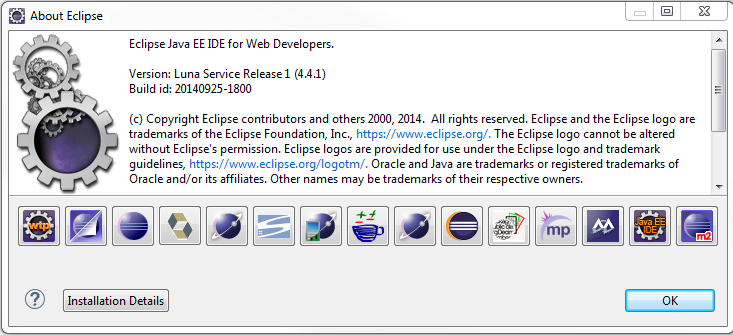 About Eclipse
Eclipse Java EE IDE for Web Developers.
Version: Luna Service Release 1 (4.4.1)
Build id: 20140925-1800
(c) Copyright Eclipse contributors and others 2000, 2014.  All rights reserved. Eclipse and the Eclipse logo are
trademarks of the Eclipse Foundation, Inc., https://www.eclipse.org/. The Eclipse logo cannot be altered
without Eclipse's permission. Eclipse logos are provided for use under the Eclipse logo and trademark
guidelines, https://www.eclipse.org/logotm/. Oracle and Java are trademarks or registered trademarks of
Oracle and/or its affiliates. Other names may be trademarks of their respective owners.
wtp
mp
Java EE
IDE
m2
?
Installation Details
OK